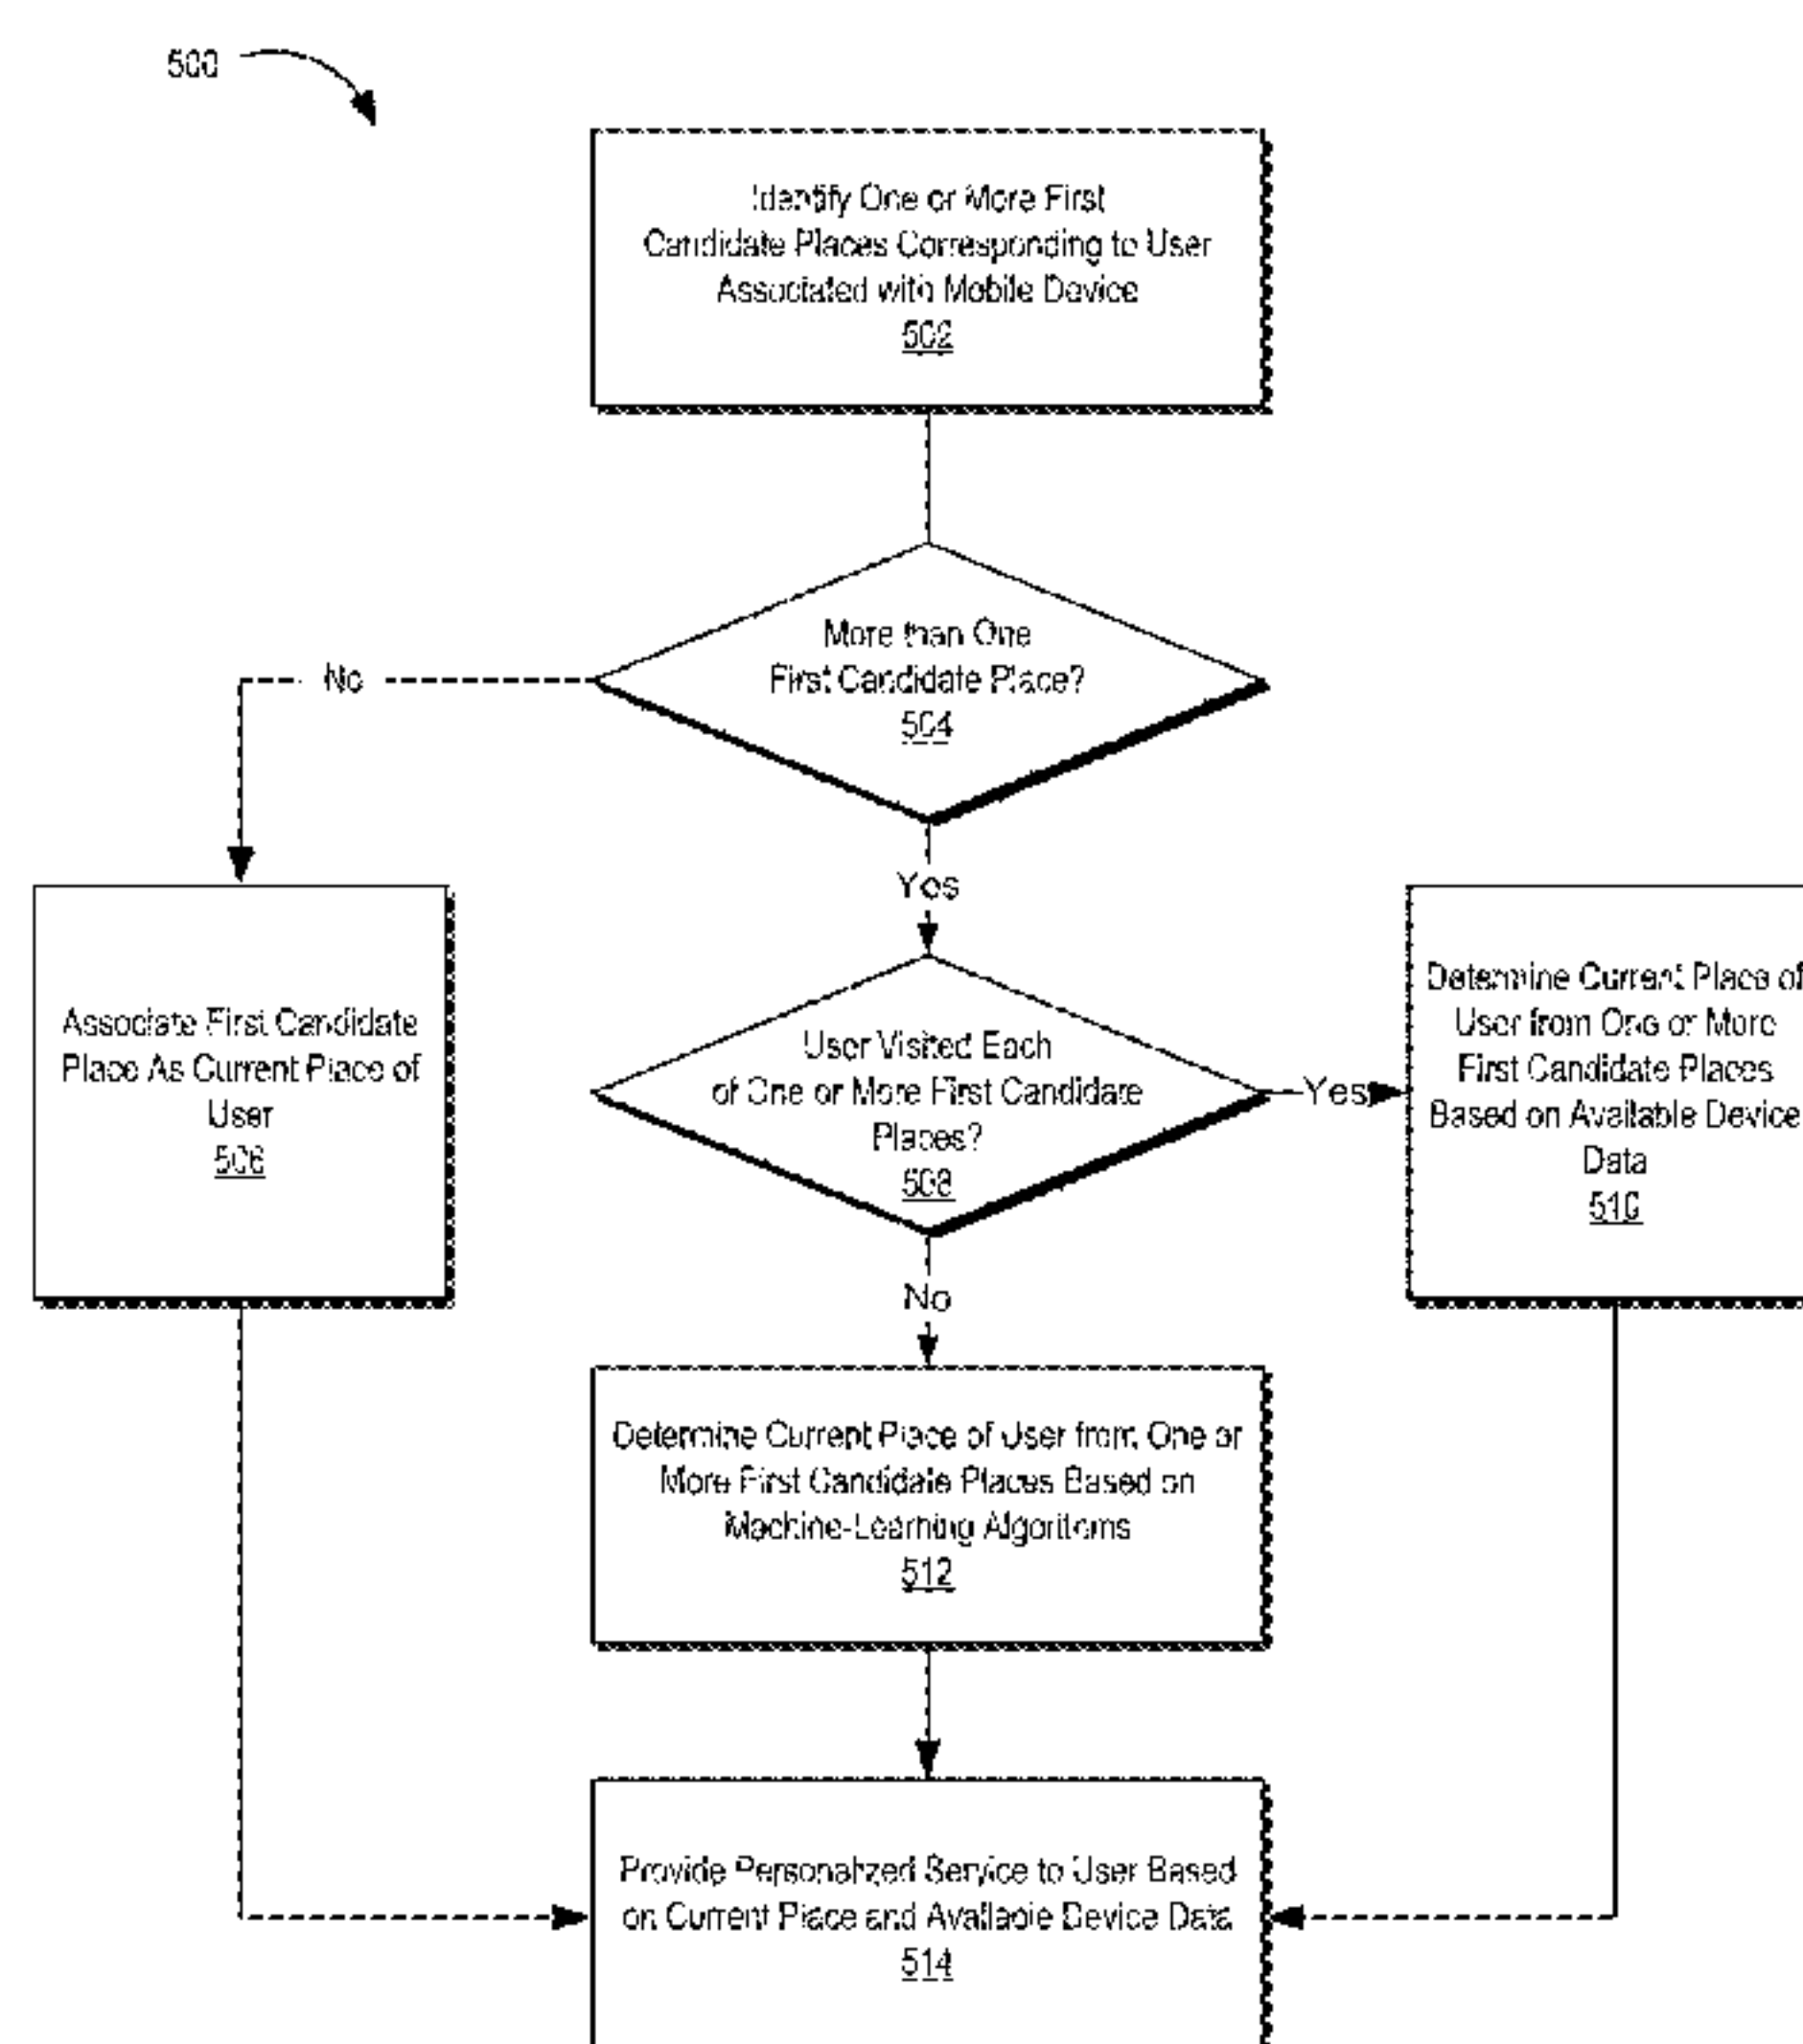 500
Identify One or More First
Candidate Places Corresponding to User
Associated with Mobile Device
502
More than One
First Candidate Place?
504
No
Yes
Associate First Candidate
Place As Current Place of
User
506
User Visited Each
of One or More First Candidate
Places?
508
Yes
Determine Current Place of
User from One or More
First Candidate Places
Based on Available Device
Data
510
No
Determine Current Place of User from One or
More First Candidate Places Based on
Machine-Learning Algoritoms
512
Provide Personalized Service to User Based
on Current Place and Available Device Data
514